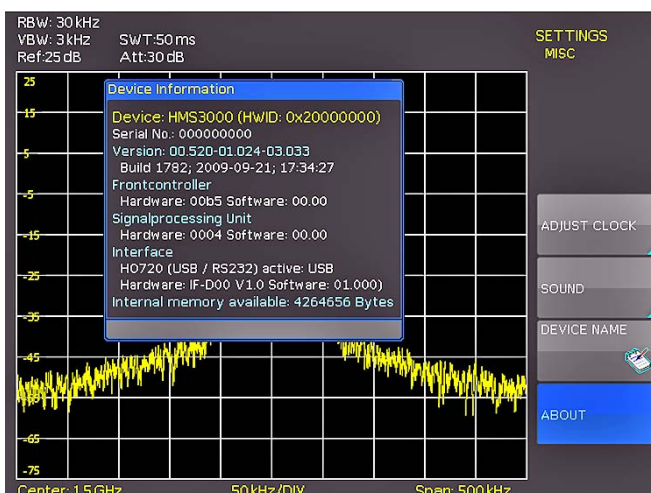 RBW: 30 kHz
VBW: 3kHz SWT:50 ms
Ref:25 dB Att:30 dB
SETTINGS
MISC
25
15
5
-5
-15
-25
-35
-45
-65
-75
Device Information
Device: HMS3000 (HWID: 0x20000000)
Serial No.: 000000000
Version: 00.520-01.024-03.033
Build 1782; 2009-09-21; 17:34:27
Frontcontroller
Hardware: 00b5 Software: 00.00
Signalprocessing Unit
Hardware: 0004 Software: 00.00
Interface
HO720 (USB / RS232) active: USB
Hardware: IF-D00 V1.0 Software: 01.000)
Internal memory available: 4264656 Bytes
ADJUST CLOCK
SOUND
DEVICE NAME
ABOUT
Center: 1.5 GHz 50 kHz/DIV Span: 500 kHz